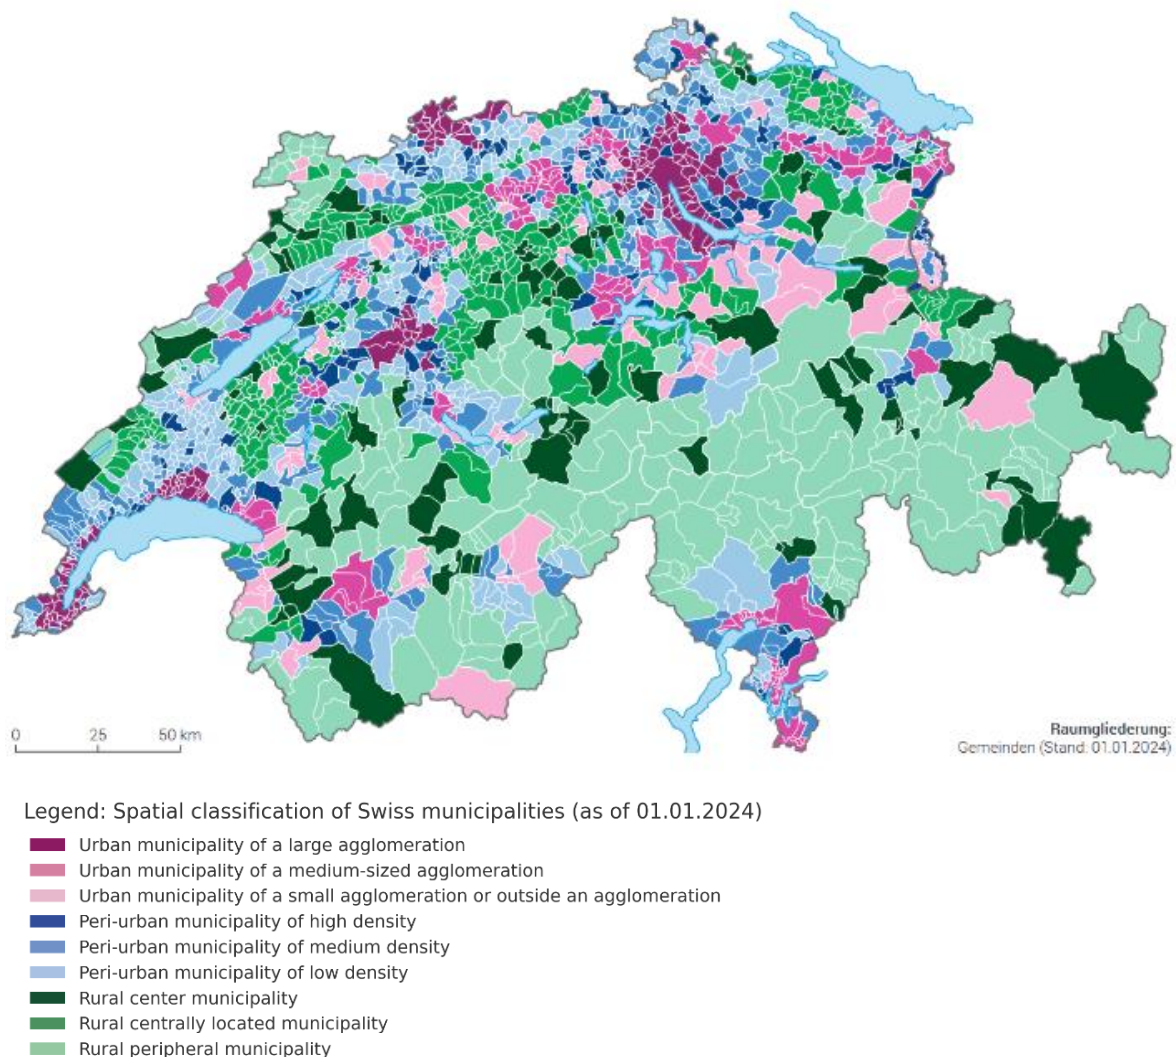 0 25 50 km
Raumgliederung:
Gemeinden (Stand: 01.01.2024)
Legend: Spatial classification of Swiss municipalities (as of 01.01.2024)
Urban municipality of a large agglomeration
Urban municipality of a medium-sized agglomeration
Urban municipality of a small agglomeration or outside an agglomeration
Peri-urban municipality of high density
Peri-urban municipality of medium density
Peri-urban municipality of low density
Rural center municipality
Rural centrally located municipality
Rural peripheral municipality